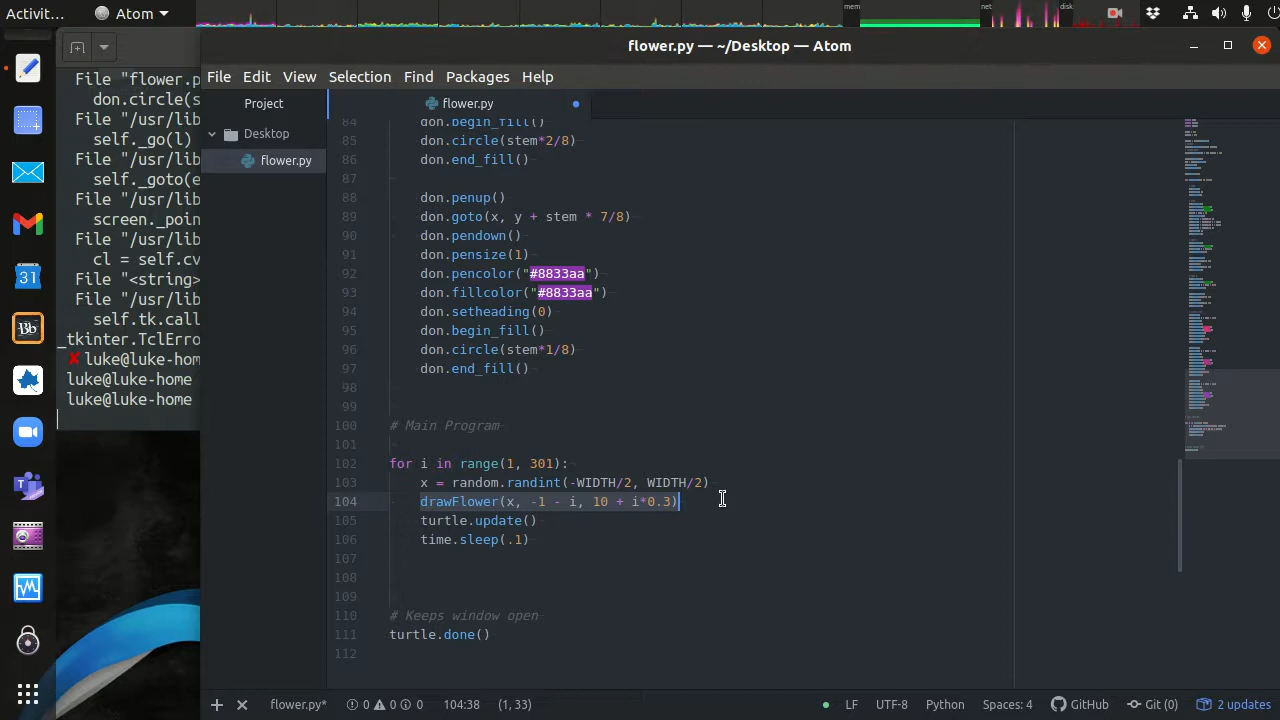 Activit…
Atom
mem
net
disk
flower.py — ~/Desktop — Atom
File Edit View Selection Find Packages Help
Project
Desktop
flower.py
flower.py
File "flower.p
don.circle(s
File "/usr/lib
self._go(l)
File "/usr/lib
self._goto(e
File "/usr/lib
screen._poin
File "/usr/lib
cl = self.cv
File "<string>
File "/usr/lib
self.tk.call
_tkinter.TclErro
✘ luke@luke-hom
luke@luke-home
luke@luke-home
31
Bb
84 don.begin_fill()
85 don.circle(stem*2/8)
86 don.end_fill()
87
88 don.penup()
89 don.goto(x, y + stem * 7/8)
90 don.pendown()
91 don.pensize(1)
92 don.pencolor("#8833aa")
93 don.fillcolor("#8833aa")
94 don.setheading(0)
95 don.begin_fill()
96 don.circle(stem*1/8)
97 don.end_fill()
98
99
100 # Main Program
101
102 for i in range(1, 301):
103 x = random.randint(-WIDTH/2, WIDTH/2)
104 drawFlower(x, -1 - i, 10 + i*0.3)
105 turtle.update()
106 time.sleep(.1)
107
108
109
110 # Keeps window open
111 turtle.done()
112
flower.py* 0 0 0 104:38 (1, 33) LF UTF-8 Python Spaces: 4 GitHub Git (0) 2 updates